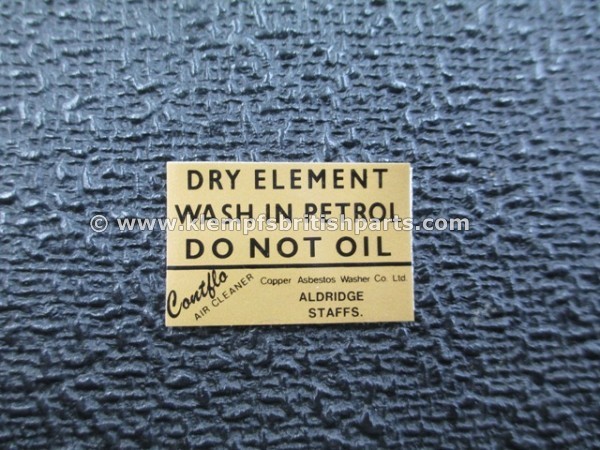 DRY ELEMENT
WASH IN PETROL
© www.klempfsbritishparts.com
DO NOT OIL
Contflo
AIR CLEANER
Copper Asbestos Washer Co. Ltd.
ALDRIDGE
STAFFS.